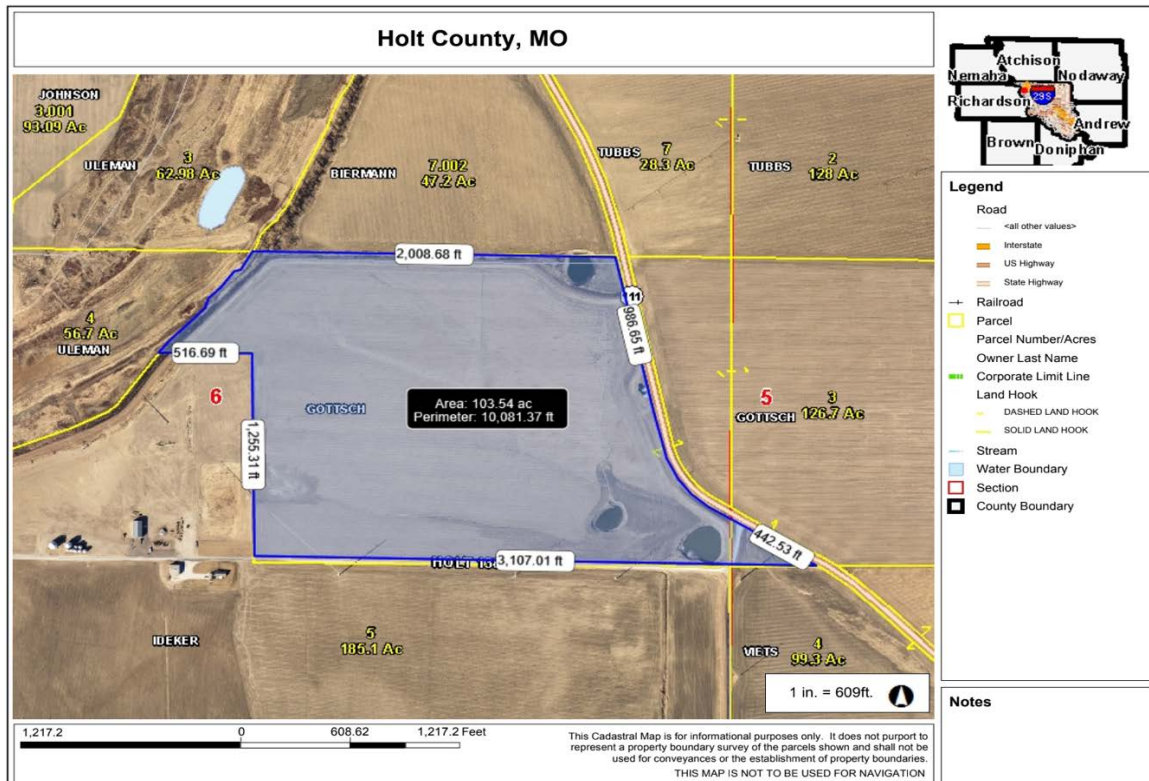 Holt County, MO
JOHNSON
3.001
93.09 Ac
ULEMAN
3
62.98 Ac
BIERMANN
7.002
47.2 Ac
TUBBS
7
28.3 Ac
TUBBS
2
128 Ac
2,008.68 ft
4
56.7 Ac
ULEMAN
516.69 ft
986.65 ft
6
GOTTSCH
Area: 103.54 ac
Perimeter: 10,081.37 ft
5
GOTTSCH
3
126.7 Ac
1,255.31 ft
442.53 ft
HOLT
3,107.01 ft
IDEKER
5
185.1 Ac
VIETS
4
99.3 Ac
1 in. = 609ft.
Atchison
Nemaha
Nodaway
Richardson
29S
Andrew
Brown
Doniphan
Legend
Road
<all other values>
Interstate
US Highway
State Highway
Railroad
Parcel
Parcel Number/Acres
Owner Last Name
Corporate Limit Line
Land Hook
DASHED LAND HOOK
SOLID LAND HOOK
Stream
Water Boundary
Section
County Boundary
Notes
1,217.2
0
608.62
1,217.2 Feet
This Cadastral Map is for informational purposes only. It does not purport to
represent a property boundary survey of the parcels shown and shall not be
used for conveyances or the establishment of property boundaries.
THIS MAP IS NOT TO BE USED FOR NAVIGATION